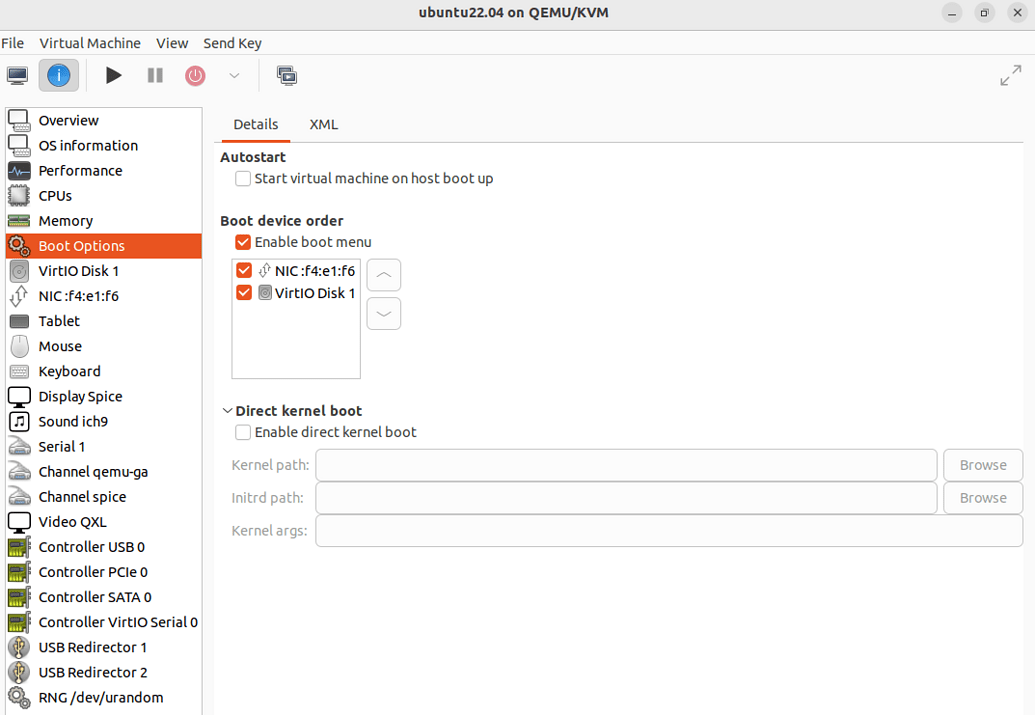 ubuntu22.04 on QEMU/KVM
File Virtual Machine View Send Key
Overview
OS information
Performance
CPUs
Memory
Boot Options
VirtIO Disk 1
NIC :f4:e1:f6
Tablet
Mouse
Keyboard
Display Spice
Sound ich9
Serial 1
Channel qemu-ga
Channel spice
Video QXL
Controller USB 0
Controller PCIe 0
Controller SATA 0
Controller VirtIO Serial 0
USB Redirector 1
USB Redirector 2
RNG /dev/urandom
Details XML
Autostart
Start virtual machine on host boot up
Boot device order
Enable boot menu
NIC :f4:e1:f6
VirtIO Disk 1
Direct kernel boot
Enable direct kernel boot
Kernel path: Browse
Initrd path: Browse
Kernel args: